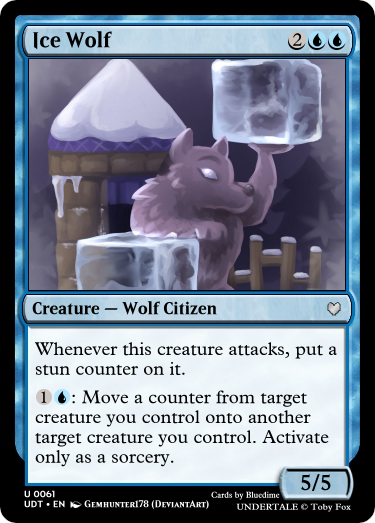 Ice Wolf 2
Creature — Wolf Citizen
Whenever this creature attacks, put a
stun counter on it.
1: Move a counter from target
creature you control onto another
target creature you control. Activate
only as a sorcery.
5/5
U 0061 Cards by Bluedime
UDT • EN Gemhunter178 (DeviantArt) UNDERTALE © Toby Fox